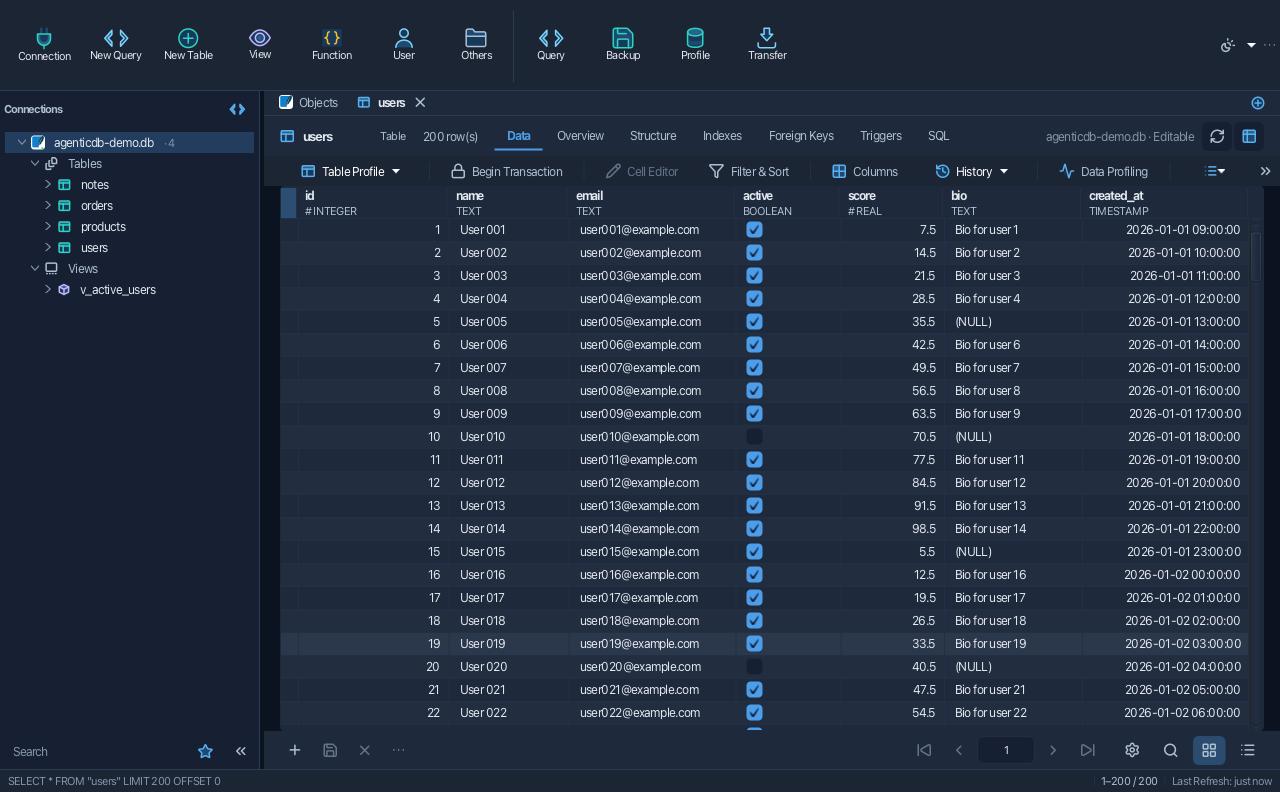 Connection New Query New Table View Function User Others Query Backup Profile Transfer
Connections
Objects users
agenticdb-demo.db · 4
Tables
notes
orders
products
users
Views
v_active_users
users Table 200 row(s) Data Overview Structure Indexes Foreign Keys Triggers SQL agenticdb-demo.db · Editable
Table Profile Begin Transaction Cell Editor Filter & Sort Columns History Data Profiling
id name email active score bio created_at
# INTEGER TEXT TEXT BOOLEAN # REAL TEXT TIMESTAMP
1 User 001 user001@example.com 7.5 Bio for user 1 2026-01-01 09:00:00
2 User 002 user002@example.com 14.5 Bio for user 2 2026-01-01 10:00:00
3 User 003 user003@example.com 21.5 Bio for user 3 2026-01-01 11:00:00
4 User 004 user004@example.com 28.5 Bio for user 4 2026-01-01 12:00:00
5 User 005 user005@example.com 35.5 (NULL) 2026-01-01 13:00:00
6 User 006 user006@example.com 42.5 Bio for user 6 2026-01-01 14:00:00
7 User 007 user007@example.com 49.5 Bio for user 7 2026-01-01 15:00:00
8 User 008 user008@example.com 56.5 Bio for user 8 2026-01-01 16:00:00
9 User 009 user009@example.com 63.5 Bio for user 9 2026-01-01 17:00:00
10 User 010 user010@example.com 70.5 (NULL) 2026-01-01 18:00:00
11 User 011 user011@example.com 77.5 Bio for user 11 2026-01-01 19:00:00
12 User 012 user012@example.com 84.5 Bio for user 12 2026-01-01 20:00:00
13 User 013 user013@example.com 91.5 Bio for user 13 2026-01-01 21:00:00
14 User 014 user014@example.com 98.5 Bio for user 14 2026-01-01 22:00:00
15 User 015 user015@example.com 5.5 (NULL) 2026-01-01 23:00:00
16 User 016 user016@example.com 12.5 Bio for user 16 2026-01-02 00:00:00
17 User 017 user017@example.com 19.5 Bio for user 17 2026-01-02 01:00:00
18 User 018 user018@example.com 26.5 Bio for user 18 2026-01-02 02:00:00
19 User 019 user019@example.com 33.5 Bio for user 19 2026-01-02 03:00:00
20 User 020 user020@example.com 40.5 (NULL) 2026-01-02 04:00:00
21 User 021 user021@example.com 47.5 Bio for user 21 2026-01-02 05:00:00
22 User 022 user022@example.com 54.5 Bio for user 22 2026-01-02 06:00:00
Search
1
SELECT * FROM "users" LIMIT 200 OFFSET 0
1–200 / 200 Last Refresh: just now